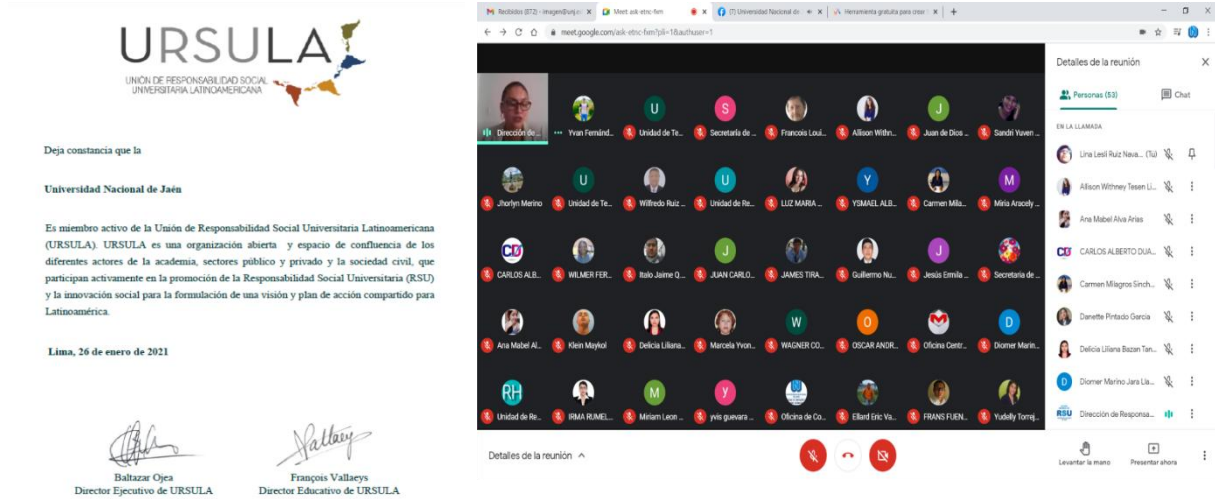 URSULA
UNIÓN DE RESPONSABILIDAD SOCIAL
UNIVERSITARIA LATINOAMERICANA
Deja constancia que la
Universidad Nacional de Jaén
Es miembro activo de la Unión de Responsabilidad Social Universitaria Latinoamericana
(URSULA). URSULA es una organización abierta y espacio de confluencia de los
diferentes actores de la academia, sectores público y privado y la sociedad civil, que
participan activamente en la promoción de la Responsabilidad Social Universitaria (RSU)
y la innovación social para la formulación de una visión y plan de acción compartido para
Latinoamérica.
Lima, 26 de enero de 2021
Baltazar Ojea
Director Ejecutivo de URSULA
François Vallaeys
Director Educativo de URSULA
Recibidos (872) - imagen@unj.e
Meet: ask-etnc-fxm
(7) Universidad Nacional de
Herramienta gratuita para crear
meet.google.com/ask-etnc-fxm?pli=1&authuser=1
Dirección de ...
Yvan Fernánd...
U
Unidad de Te...
S
Secretaría de ...
Francois Loui...
Allison Withn...
J
Juan de Dios ...
Sandri Yuven ...
Jhorlyn Merino
U
Unidad de Te...
Wilfredo Ruiz ...
U
Unidad de Re...
LUZ MARIA ...
Y
YSMAEL ALB...
Carmen Mila...
M
Miria Aracely ...
CD
CARLOS ALB...
WILMER FER...
Italo Jaime Q...
J
JUAN CARLO...
JAMES TIRA...
Guillermo Nu...
J
Jesús Ermila ...
Secretaria de ...
Ana Mabel Al...
Klein Maykol
Delicia Liliana...
Marcela Yvon...
W
WAGNER CO...
O
OSCAR ANDR...
Oficina Centr...
D
Diomer Marin...
RH
Unidad de Re...
IRMA RUMEL...
M
Miriam Leon ...
y
yvis guevara ...
Oficina de Co...
Ellard Eric Va...
FRANS FUEN...
Yudelly Torrej...
Detalles de la reunión
Detalles de la reunión
Personas (53)
Chat
EN LA LLAMADA
Lina Lesli Ruiz Nava... (Tú)
Allison Withney Tesen Li...
Ana Mabel Alva Arias
CD CARLOS ALBERTO DUA...
Carmen Milagros Sinch...
Danette Pintado Garcia
Delicia Liliana Bazan Tan...
D Diomer Marino Jara Lla...
RSU Dirección de Responsa...
Levantar la mano
Presentar ahora